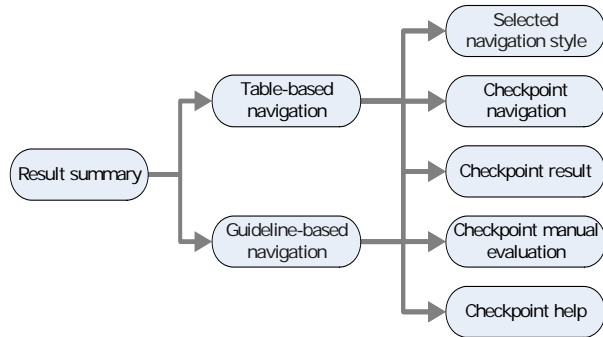 Result summary
Table-based
navigation
Guideline-based
navigation
Selected
navigation style
Checkpoint
navigation
Checkpoint result
Checkpoint manual
evaluation
Checkpoint help